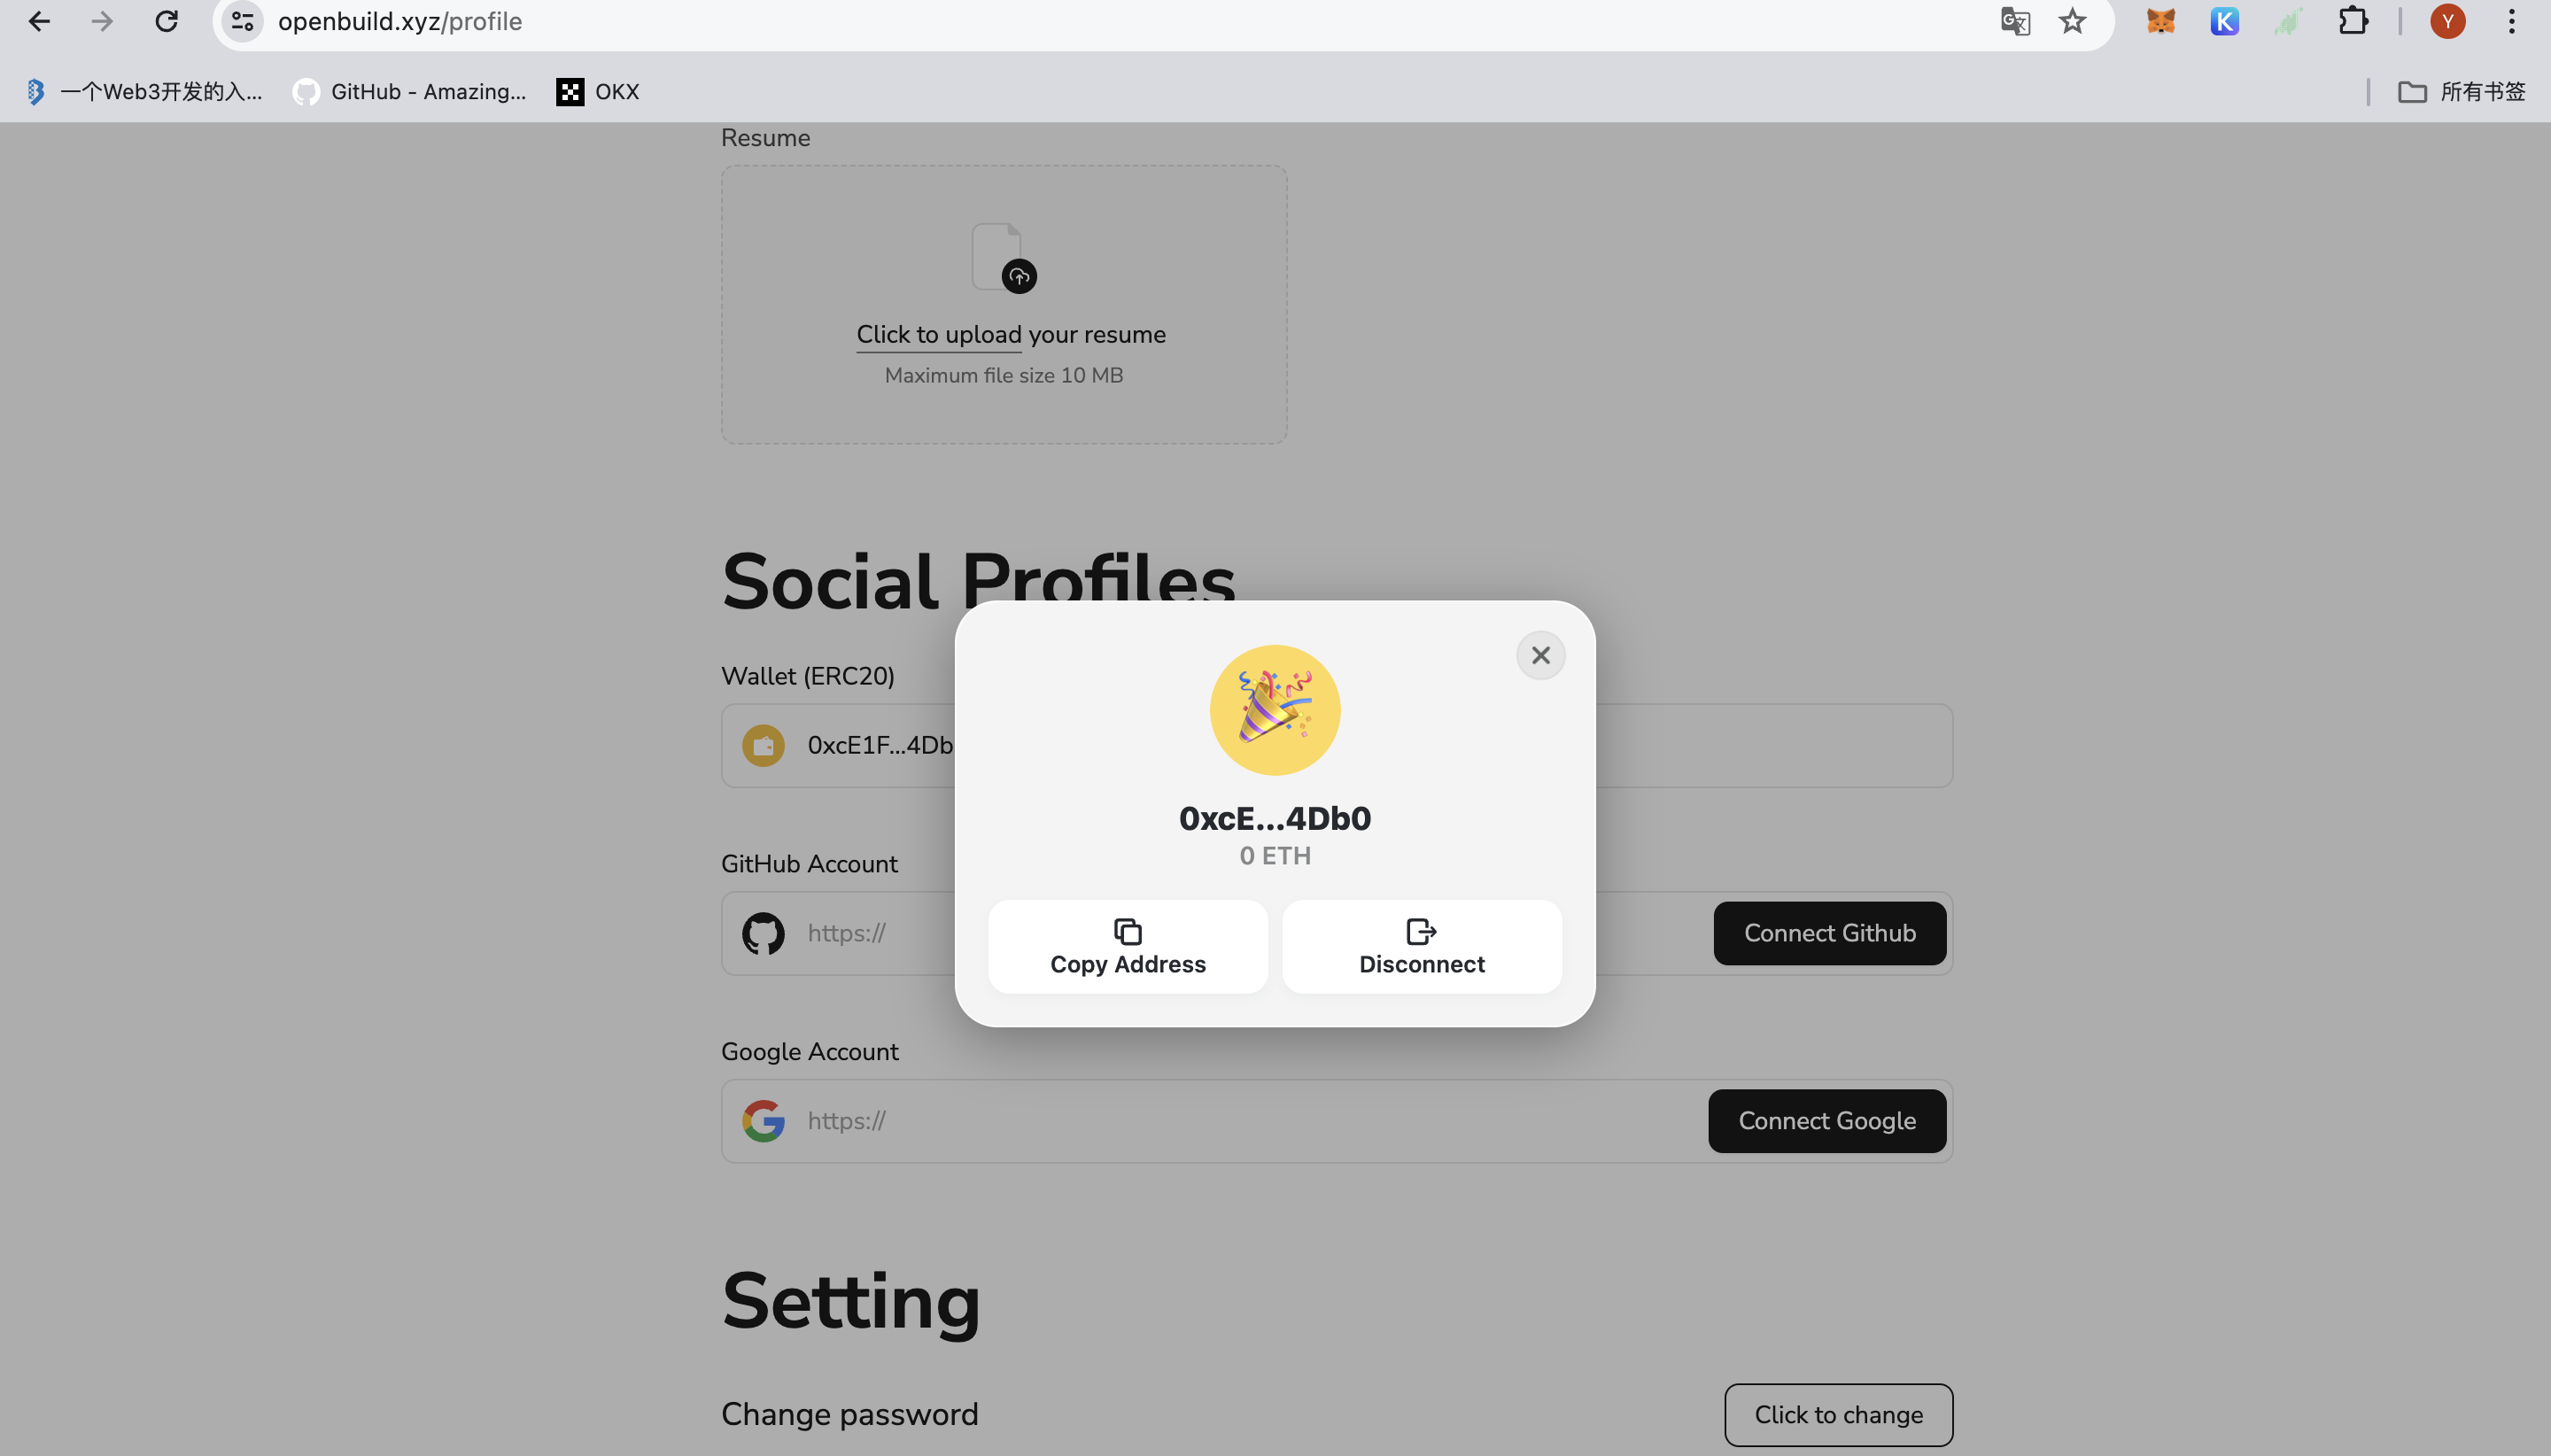 openbuild.xyz/profile
Y
一个Web3开发的入...
GitHub - Amazing...
OKX
所有书签
Resume
Click to upload your resume
Maximum file size 10 MB
Social Profiles
Wallet (ERC20)
0xcE1F...4Db
0xcE...4Db0
0 ETH
Copy Address
Disconnect
GitHub Account
https://
Connect Github
Google Account
https://
Connect Google
Setting
Change password
Click to change